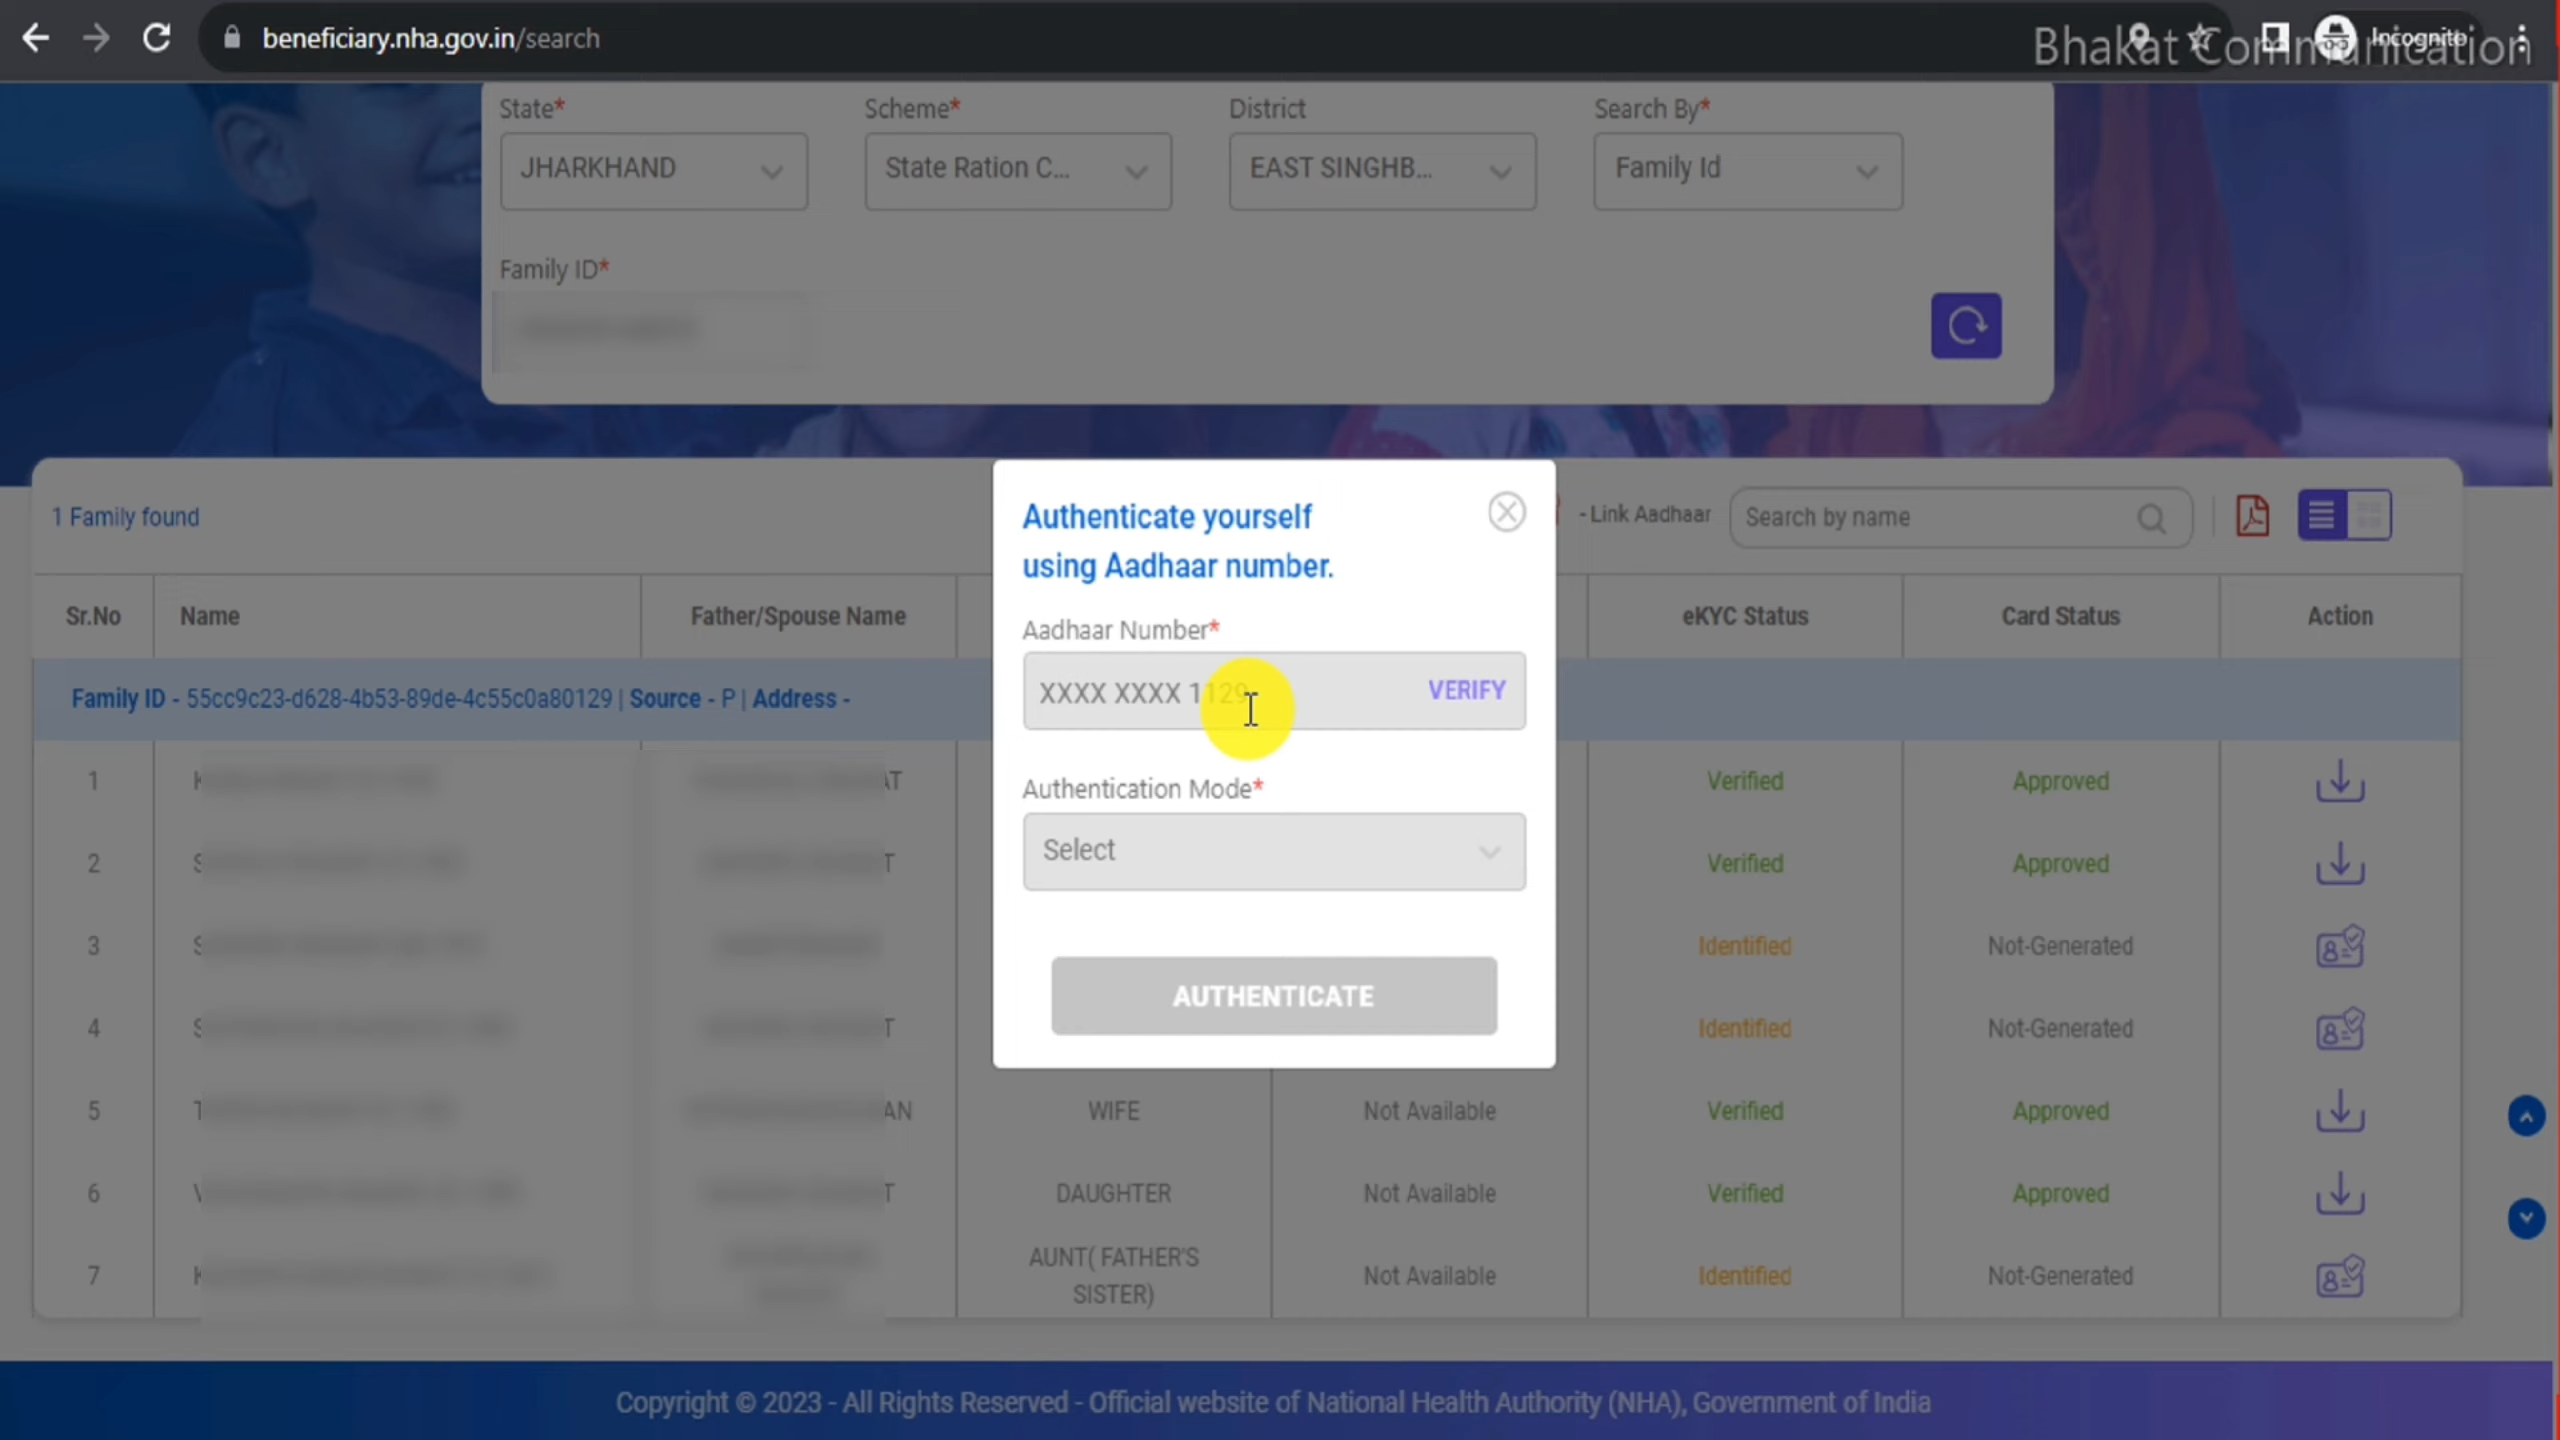 beneficiary.nha.gov.in/search
Incognito
Bhakat Communication
State* Scheme* District Search By*
JHARKHAND State Ration C... EAST SINGHB... Family Id
Family ID*
1 Family found
- Link Aadhaar
Search by name
Sr.No Name Father/Spouse Name eKYC Status Card Status Action
Family ID - 55cc9c23-d628-4b53-89de-4c55c0a80129 | Source - P | Address -
Authenticate yourself
using Aadhaar number.
Aadhaar Number*
XXXX XXXX 1129 VERIFY
Authentication Mode*
Select
AUTHENTICATE
1 Verified Approved
2 Verified Approved
3 Identified Not-Generated
4 Identified Not-Generated
5 WIFE Not Available Verified Approved
6 DAUGHTER Not Available Verified Approved
7 AUNT( FATHER'S
SISTER) Not Available Identified Not-Generated
Copyright © 2023 - All Rights Reserved - Official website of National Health Authority (NHA), Government of India